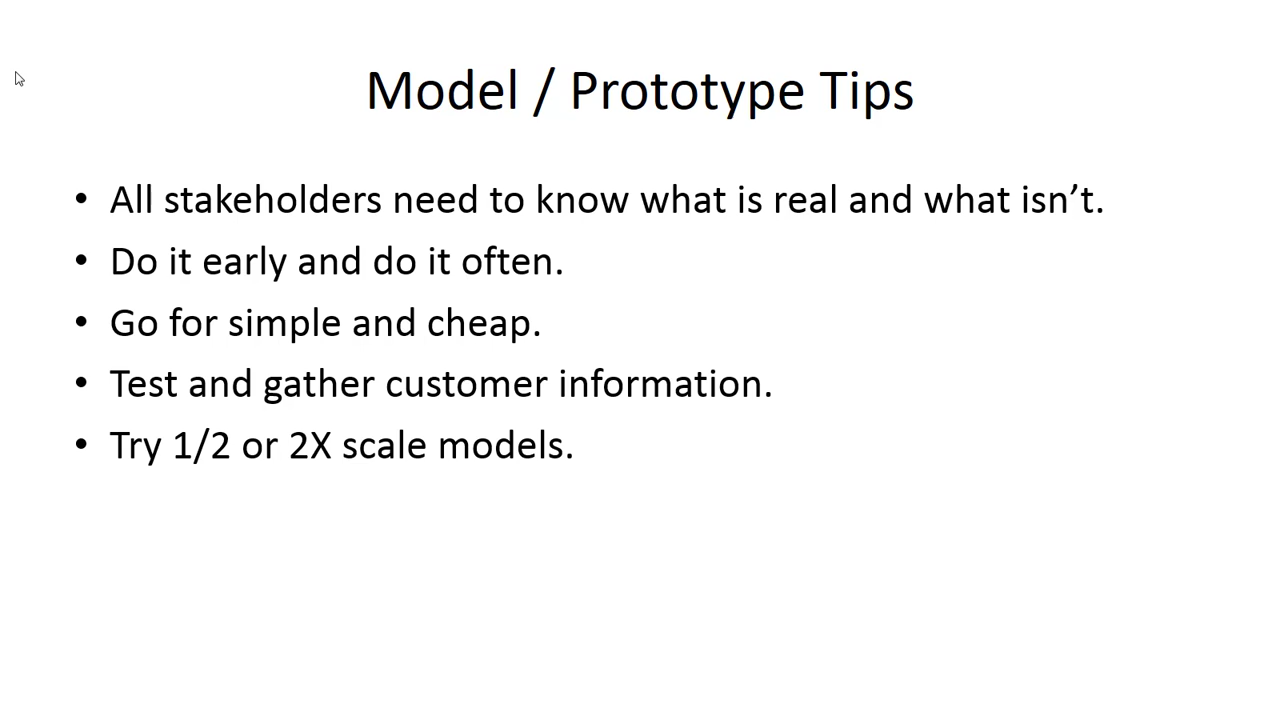 Model / Prototype Tips
• All stakeholders need to know what is real and what isn’t.
• Do it early and do it often.
• Go for simple and cheap.
• Test and gather customer information.
• Try 1/2 or 2X scale models.